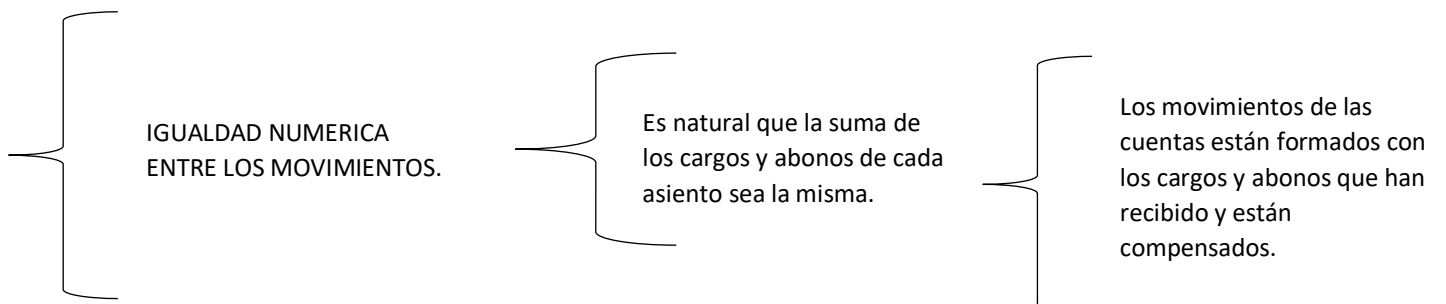 IGUALDAD NUMERICA
ENTRE LOS MOVIMIENTOS.
Es natural que la suma de
los cargos y abonos de cada
asiento sea la misma.
Los movimientos de las
cuentas están formados con
los cargos y abonos que han
recibido y están
compensados.